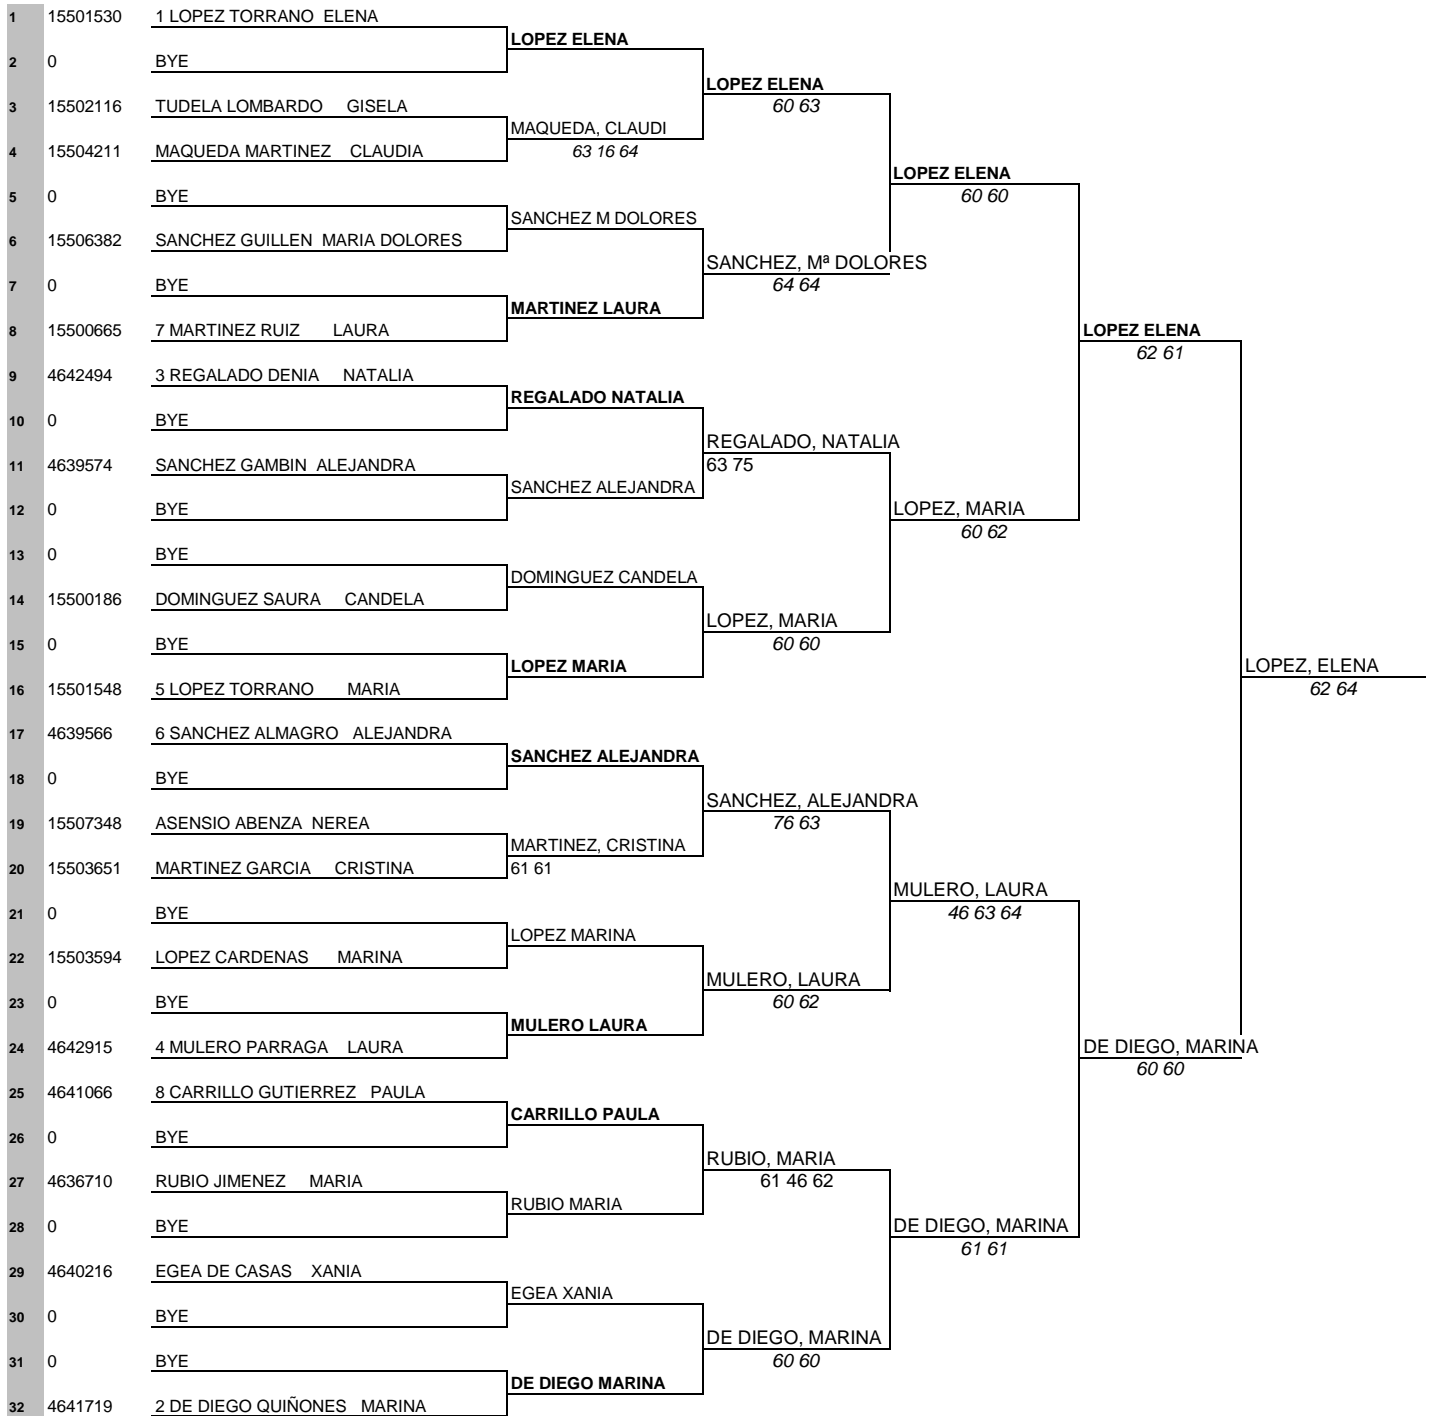 1 15501530 1 LOPEZ TORRANO ELENA
LOPEZ ELENA
2 0 BYE
LOPEZ ELENA
3 15502116 TUDELA LOMBARDO GISELA 60 63
MAQUEDA, CLAUDI
4 15504211 MAQUEDA MARTINEZ CLAUDIA 63 16 64
LOPEZ ELENA
5 0 BYE 60 60
SANCHEZ M DOLORES
6 15506382 SANCHEZ GUILLEN MARIA DOLORES
SANCHEZ, Mª DOLORES
7 0 BYE 64 64
MARTINEZ LAURA
8 15500665 7 MARTINEZ RUIZ LAURA LOPEZ ELENA
62 61
9 4642494 3 REGALADO DENIA NATALIA
REGALADO NATALIA
10 0 BYE
REGALADO, NATALIA
11 4639574 SANCHEZ GAMBIN ALEJANDRA 63 75
SANCHEZ ALEJANDRA
12 0 BYE LOPEZ, MARIA
60 62
13 0 BYE
DOMINGUEZ CANDELA
14 15500186 DOMINGUEZ SAURA CANDELA
LOPEZ, MARIA
15 0 BYE 60 60
LOPEZ MARIA LOPEZ, ELENA
16 15501548 5 LOPEZ TORRANO MARIA 62 64
17 4639566 6 SANCHEZ ALMAGRO ALEJANDRA
SANCHEZ ALEJANDRA
18 0 BYE
SANCHEZ, ALEJANDRA
19 15507348 ASENSIO ABENZA NEREA 76 63
MARTINEZ, CRISTINA
20 15503651 MARTINEZ GARCIA CRISTINA 61 61
MULERO, LAURA
21 0 BYE 46 63 64
LOPEZ MARINA
22 15503594 LOPEZ CARDENAS MARINA
MULERO, LAURA
23 0 BYE 60 62
MULERO LAURA
24 4642915 4 MULERO PARRAGA LAURA DE DIEGO, MARINA
60 60
25 4641066 8 CARRILLO GUTIERREZ PAULA
CARRILLO PAULA
26 0 BYE
RUBIO, MARIA
27 4636710 RUBIO JIMENEZ MARIA 61 46 62
RUBIO MARIA
28 0 BYE DE DIEGO, MARINA
61 61
29 4640216 EGEA DE CASAS XANIA
EGEA XANIA
30 0 BYE
DE DIEGO, MARINA
31 0 BYE 60 60
DE DIEGO MARINA
32 4641719 2 DE DIEGO QUIÑONES MARINA